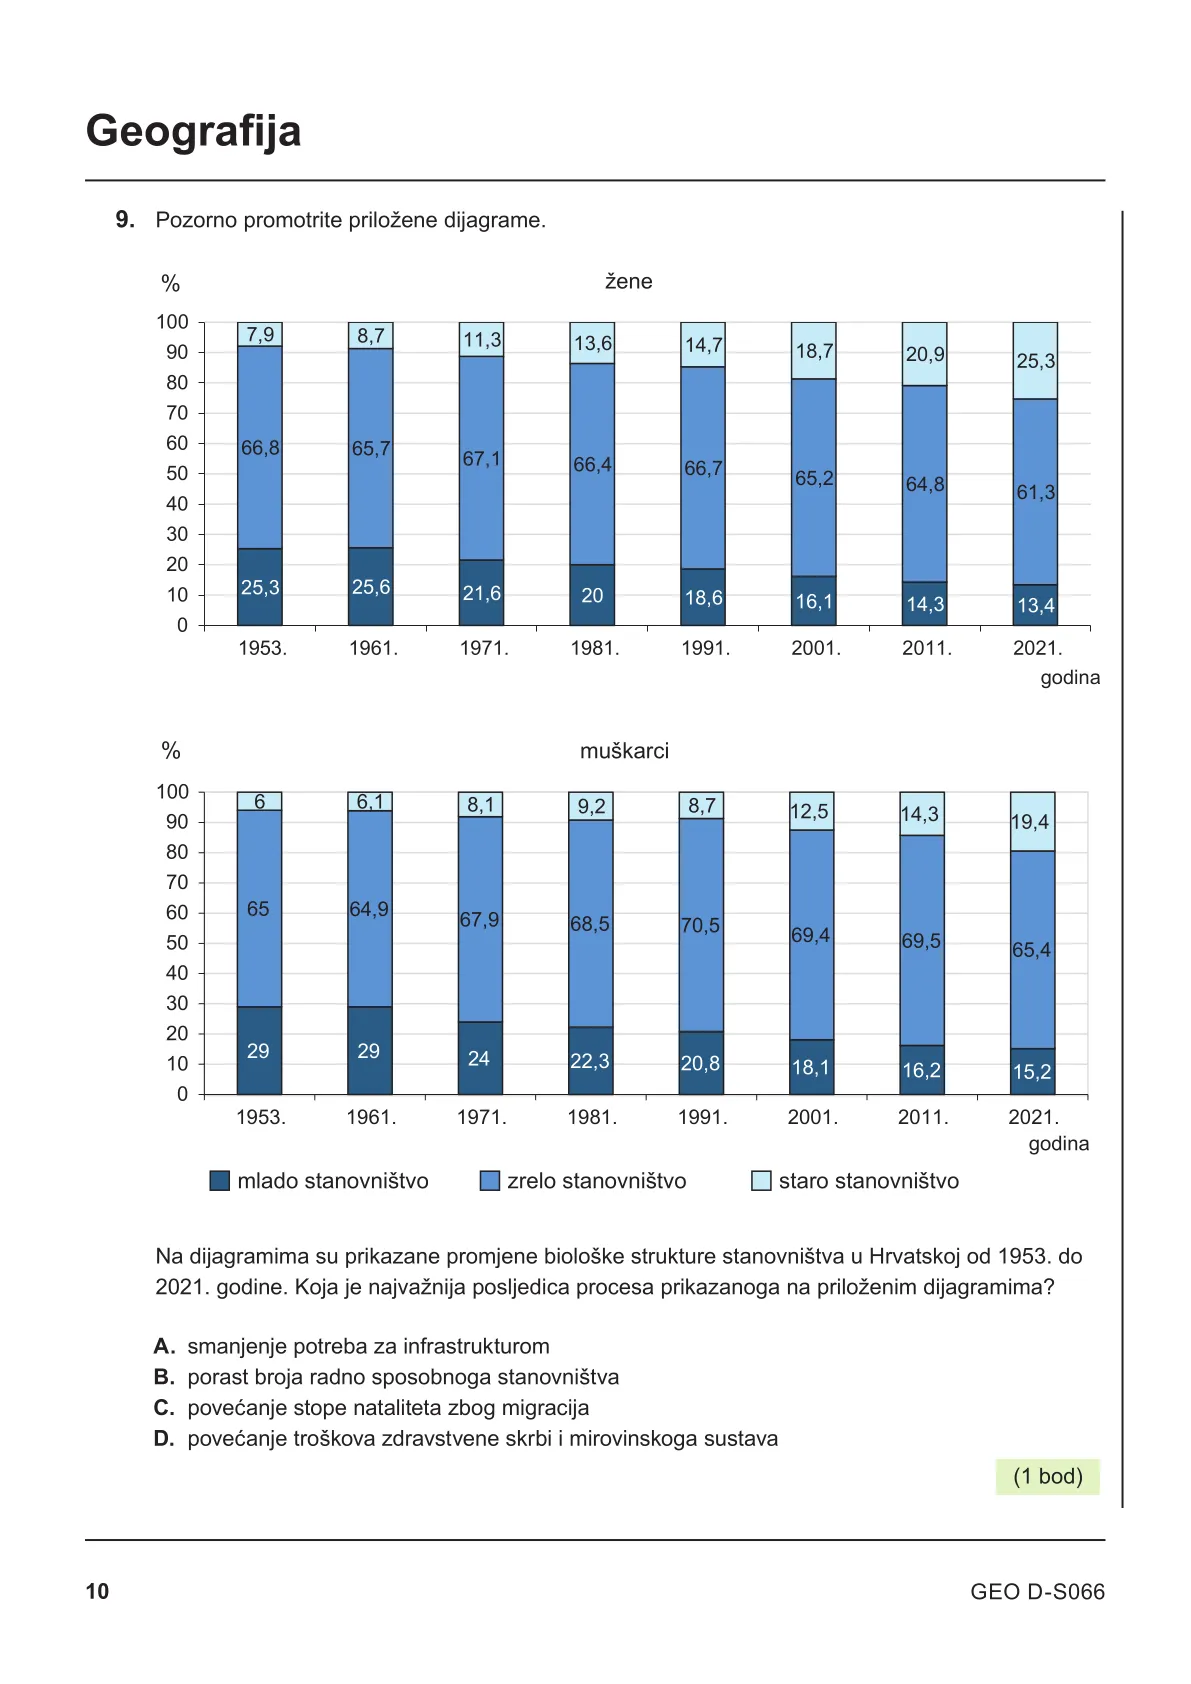 Geografija
9. Pozorno promotrite priložene dijagrame.
% žene
100
90
80
70
60
50
40
30
20
10
0
7,9 8,7 11,3 13,6 14,7 18,7 20,9 25,3
66,8 65,7 67,1 66,4 66,7 65,2 64,8 61,3
25,3 25,6 21,6 20 18,6 16,1 14,3 13,4
1953. 1961. 1971. 1981. 1991. 2001. 2011. 2021.
godina
% muškarci
100
90
80
70
60
50
40
30
20
10
0
6 6,1 8,1 9,2 8,7 12,5 14,3 19,4
65 64,9 67,9 68,5 70,5 69,4 69,5 65,4
29 29 24 22,3 20,8 18,1 16,2 15,2
1953. 1961. 1971. 1981. 1991. 2001. 2011. 2021.
godina
mlado stanovništvo zrelo stanovništvo staro stanovništvo
Na dijagramima su prikazane promjene biološke strukture stanovništva u Hrvatskoj od 1953. do
2021. godine. Koja je najvažnija posljedica procesa prikazanoga na priloženim dijagramima?
A. smanjenje potreba za infrastrukturom
B. porast broja radno sposobnoga stanovništva
C. povećanje stope nataliteta zbog migracija
D. povećanje troškova zdravstvene skrbi i mirovinskoga sustava
(1 bod)
10 GEO D-S066